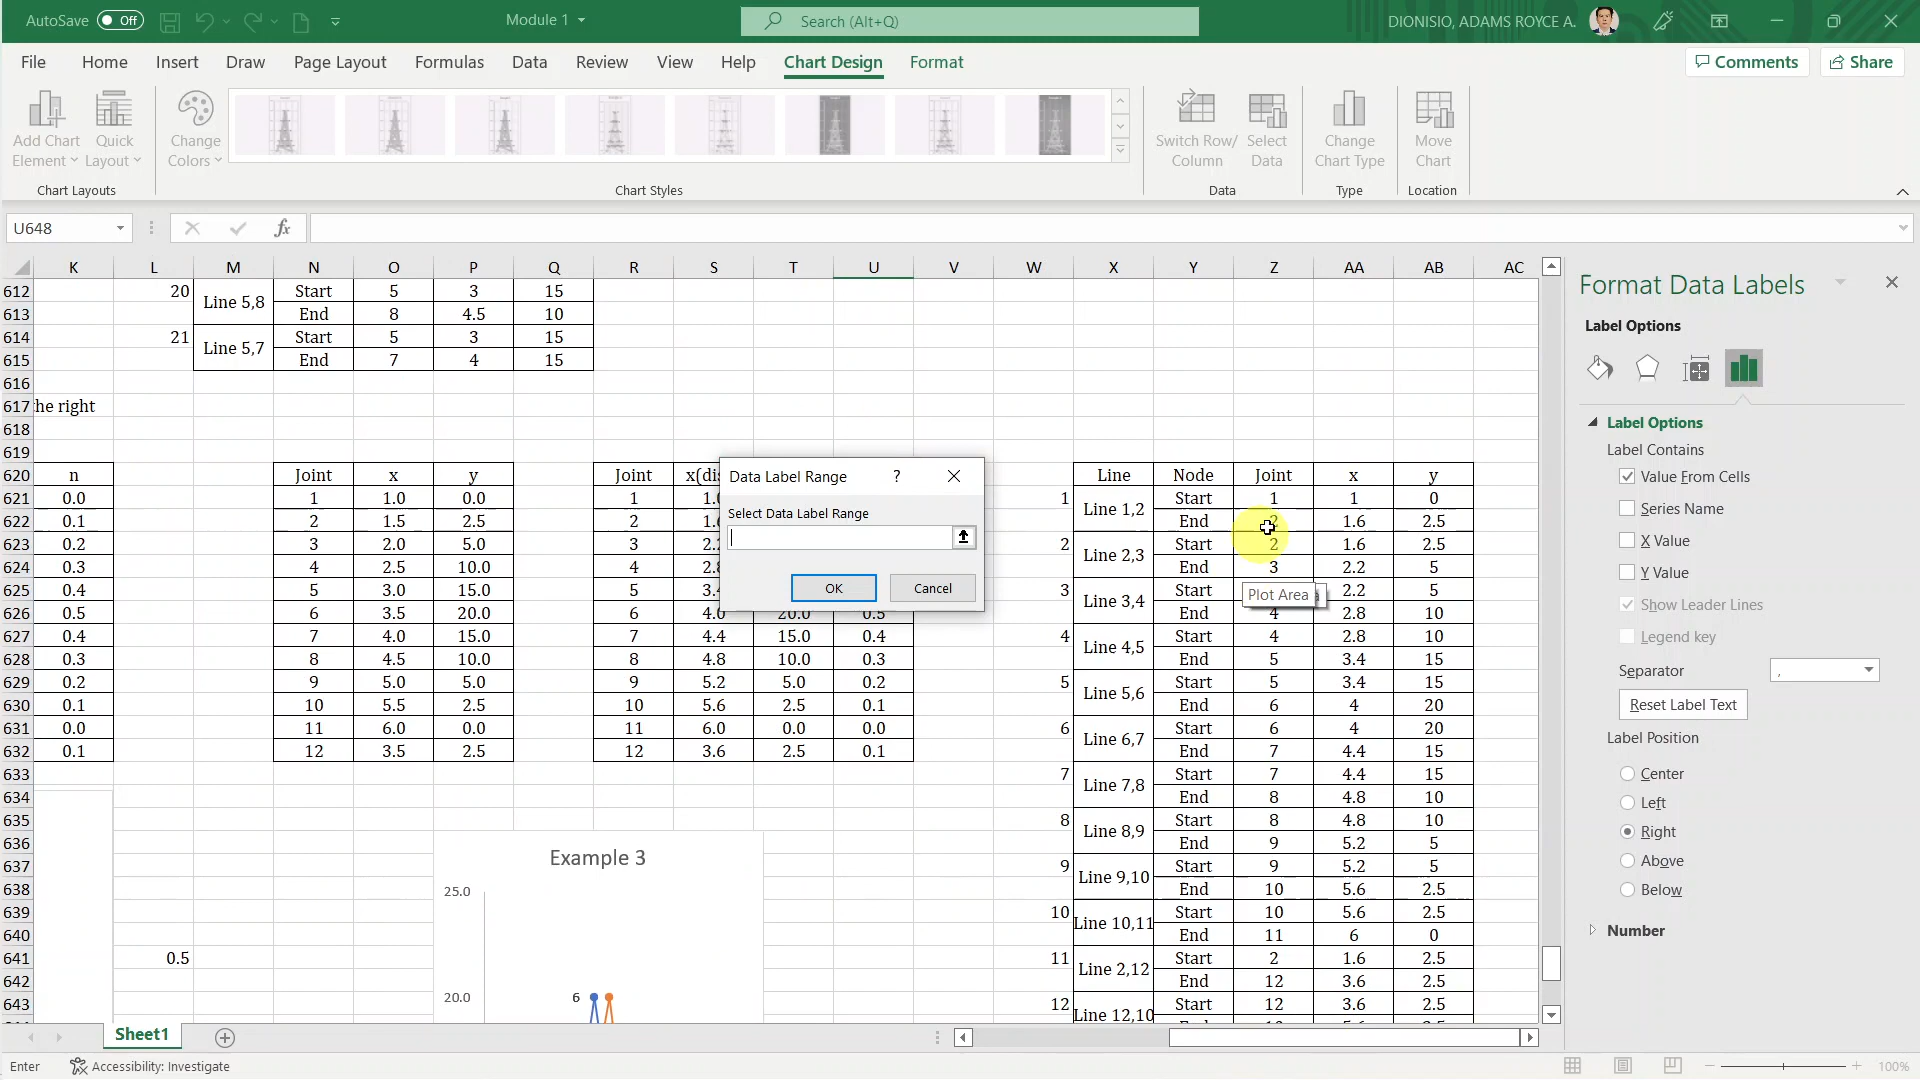 AutoSave Off Module 1 Search (Alt+Q) DIONISIO, ADAMS ROYCE A.
File Home Insert Draw Page Layout Formulas Data Review View Help Chart Design Format Comments Share
Add Chart Element Quick Layout Change Colors Switch Row/ Column Select Data Change Chart Type Move Chart
Chart Layouts Chart Styles Data Type Location
U648 fx
K L M N O P Q R S T U V W X Y Z AA AB AC
612 20 Line 5,8 Start 5 3 15
613 End 8 4.5 10
614 21 Line 5,7 Start 5 3 15
615 End 7 4 15
616
617 he right
618
619
620 n Joint x y Joint x(dis Line Node Joint x y
621 0.0 1 1.0 0.0 1 1.0 1 Line 1,2 Start 1 1 0
622 0.1 2 1.5 2.5 2 1.6 End 2 1.6 2.5
623 0.2 3 2.0 5.0 3 2.2 2 Line 2,3 Start 2 1.6 2.5
624 0.3 4 2.5 10.0 4 2.8 End 3 2.2 5
625 0.4 5 3.0 15.0 5 3.4 3 Line 3,4 Start 2.2 5
626 0.5 6 3.5 20.0 6 4.0 20.0 0.5 End 4 2.8 10
627 0.4 7 4.0 15.0 7 4.4 15.0 0.4 4 Line 4,5 Start 4 2.8 10
628 0.3 8 4.5 10.0 8 4.8 10.0 0.3 End 5 3.4 15
629 0.2 9 5.0 5.0 9 5.2 5.0 0.2 5 Line 5,6 Start 5 3.4 15
630 0.1 10 5.5 2.5 10 5.6 2.5 0.1 End 6 4 20
631 0.0 11 6.0 0.0 11 6.0 0.0 0.0 6 Line 6,7 Start 6 4 20
632 0.1 12 3.5 2.5 12 3.6 2.5 0.1 End 7 4.4 15
633 7 Line 7,8 Start 7 4.4 15
634 End 8 4.8 10
635 8 Line 8,9 Start 8 4.8 10
636 End 9 5.2 5
637 9 Line 9,10 Start 9 5.2 5
638 End 10 5.6 2.5
639 10 Line 10,11 Start 10 5.6 2.5
640 End 11 6 0
641 0.5 11 Line 2,12 Start 2 1.6 2.5
642 End 12 3.6 2.5
643 12 Line 12,10 Start 12 3.6 2.5
Data Label Range ?
Select Data Label Range
OK Cancel
Plot Area
Example 3
25.0
20.0 6
Format Data Labels
Label Options
Label Options
Label Contains
Value From Cells
Series Name
X Value
Y Value
Show Leader Lines
Legend key
Separator ,
Reset Label Text
Label Position
Center
Left
Right
Above
Below
Number
Sheet1
Enter Accessibility: Investigate 100%